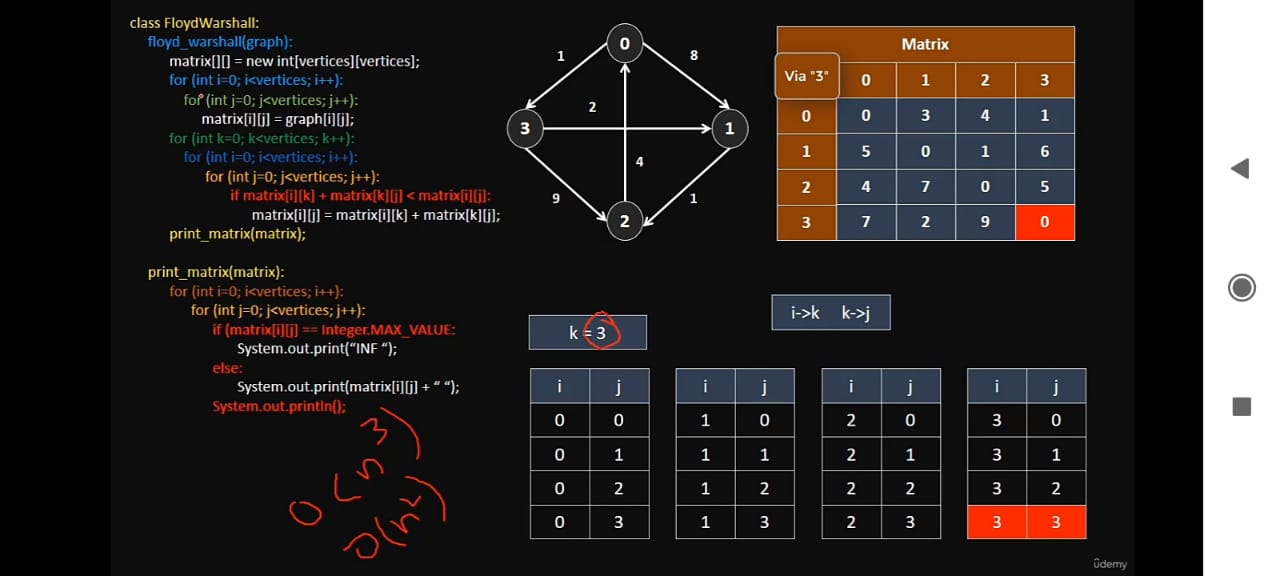 class FloydWarshall:
floyd_warshall(graph):
matrix[][] = new int[vertices][vertices];
for (int i=0; i<vertices; i++):
for (int j=0; j<vertices; j++):
matrix[i][j] = graph[i][j];
for (int k=0; k<vertices; k++):
for (int i=0; i<vertices; i++):
for (int j=0; j<vertices; j++):
if matrix[i][k] + matrix[k][j] < matrix[i][j]:
matrix[i][j] = matrix[i][k] + matrix[k][j];
print_matrix(matrix);
print_matrix(matrix):
for (int i=0; i<vertices; i++):
for (int j=0; j<vertices; j++):
if (matrix[i][j] == Integer.MAX_VALUE:
System.out.print(“INF “);
else:
System.out.print(matrix[i][j] + “ “);
System.out.println();
O(n3)
O(n2)
0
1 8
2
3 1
4
9 1
2
Matrix
Via "3" 0 1 2 3
0 0 3 4 1
1 5 0 1 6
2 4 7 0 5
3 7 2 9 0
k = 3
i->k k->j
i j i j i j i j
0 0 1 0 2 0 3 0
0 1 1 1 2 1 3 1
0 2 1 2 2 2 3 2
0 3 1 3 2 3 3 3
ûdemy